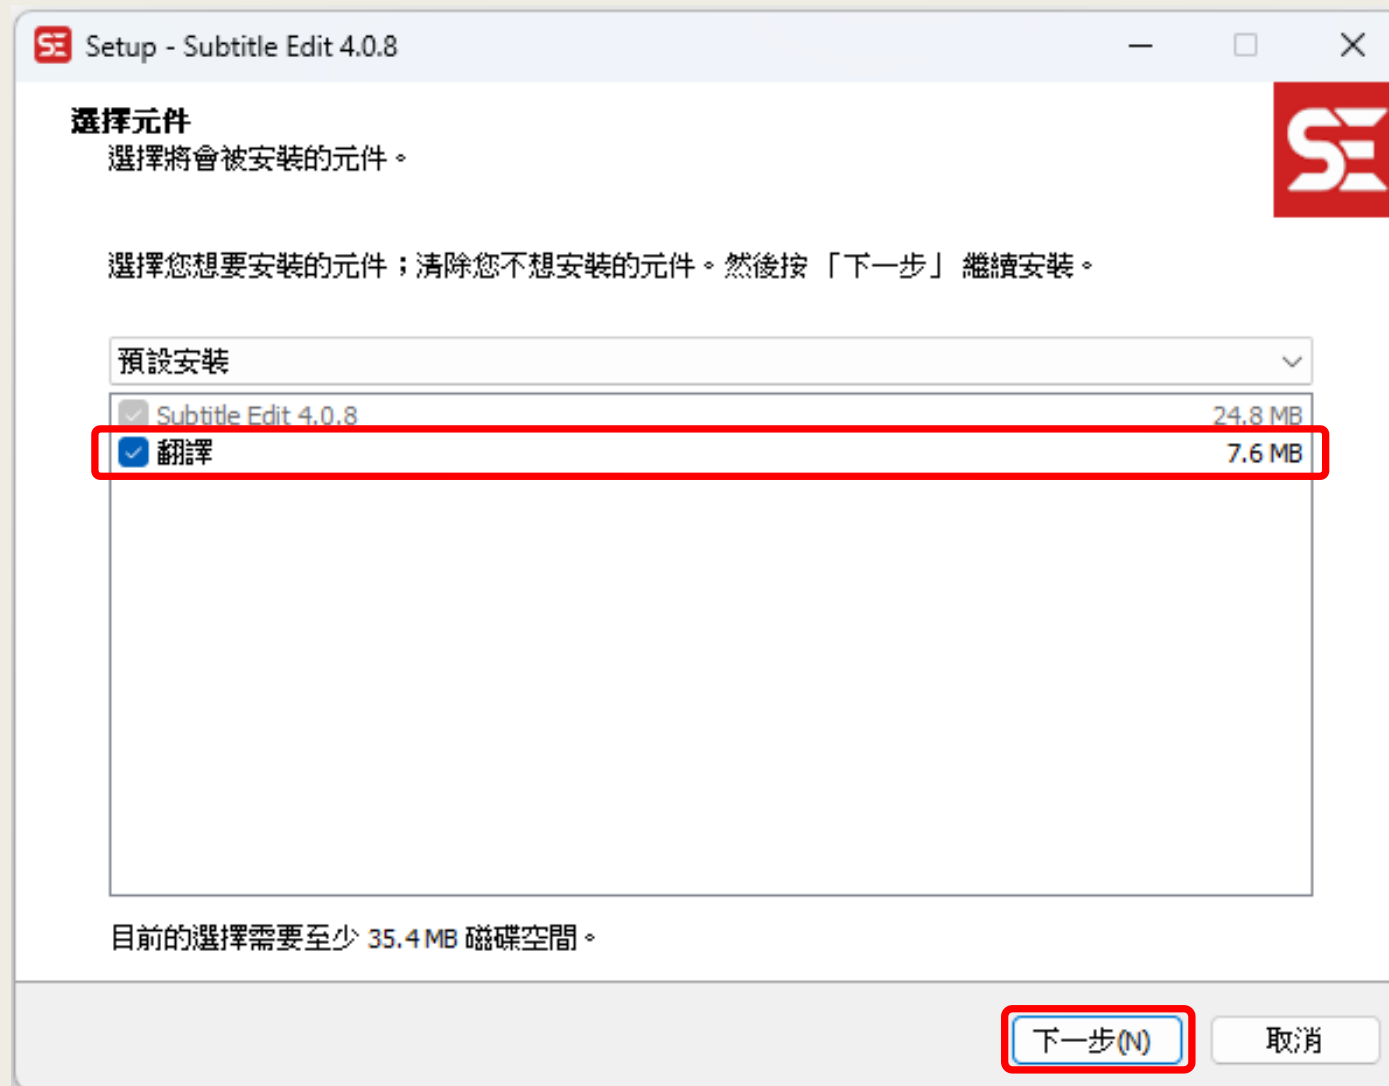 SE Setup - Subtitle Edit 4.0.8
選擇元件
SE
選擇將會被安裝的元件。
選擇您想要安裝的元件；清除您不想安裝的元件。然後按「下一步」繼續安裝。
預設安裝
Subtitle Edit 4.0.8 24.8 MB
翻譯 7.6 MB
目前的選擇需要至少 35.4 MB 磁碟空間。
下一步(N) 取消